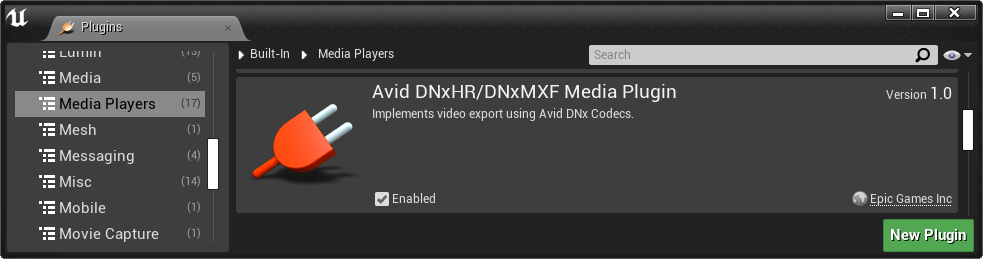 Plugins
Built-In Media Players
Search
Lumin (13)
Media (5)
Media Players (17)
Mesh (1)
Messaging (4)
Misc (14)
Mobile (1)
Movie Capture (1)
Avid DNxHR/DNxMXF Media Plugin
Version 1.0
Implements video export using Avid DNx Codecs.
Enabled
Epic Games Inc
New Plugin